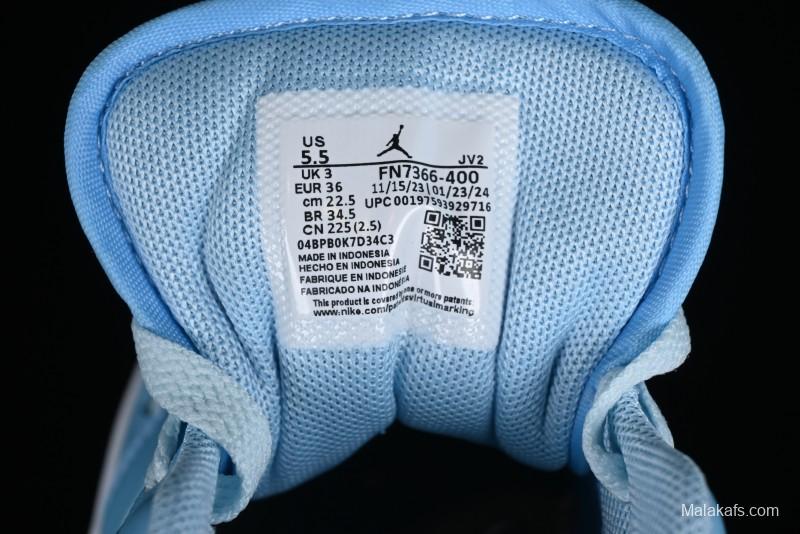 US
5.5
JV2
UK 3
FN7366-400
EUR 36
11/15/23 | 01/23/24
cm 22.5
UPC 00197593929716
BR 34.5
CN 225 (2.5)
04BPB0K7D34C3
MADE IN INDONESIA
HECHO EN INDONESIA
FABRIQUE EN INDONESIE
FABRICADO NA INDONESIA
This product is covered by one or more patents:
www.nike.com/patentsvirtualmarking
Malakafs.com